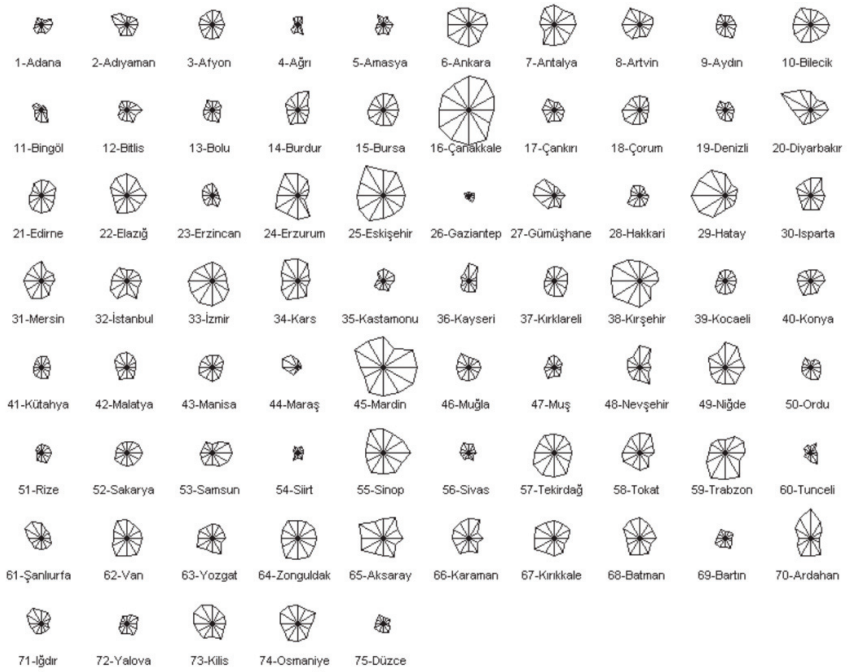 1-Adana 2-Adıyaman 3-Afyon 4-Ağrı 5-Amasya 6-Ankara 7-Antalya 8-Artvin 9-Aydın 10-Bilecik
11-Bingöl 12-Bitlis 13-Bolu 14-Burdur 15-Bursa 16-Çanakkale 17-Çankırı 18-Çorum 19-Denizli 20-Diyarbakır
21-Edirne 22-Elazığ 23-Erzincan 24-Erzurum 25-Eskişehir 26-Gaziantep 27-Gümüşhane 28-Hakkari 29-Hatay 30-Isparta
31-Mersin 32-İstanbul 33-İzmir 34-Kars 35-Kastamonu 36-Kayseri 37-Kırklareli 38-Kırşehir 39-Kocaeli 40-Konya
41-Kütahya 42-Malatya 43-Manisa 44-Maraş 45-Mardin 46-Muğla 47-Muş 48-Nevşehir 49-Niğde 50-Ordu
51-Rize 52-Sakarya 53-Samsun 54-Siirt 55-Sinop 56-Sivas 57-Tekirdağ 58-Tokat 59-Trabzon 60-Tunceli
61-Şanlıurfa 62-Van 63-Yozgat 64-Zonguldak 65-Aksaray 66-Karaman 67-Kırıkkale 68-Batman 69-Bartın 70-Ardahan
71-Iğdır 72-Yalova 73-Kilis 74-Osmaniye 75-Düzce